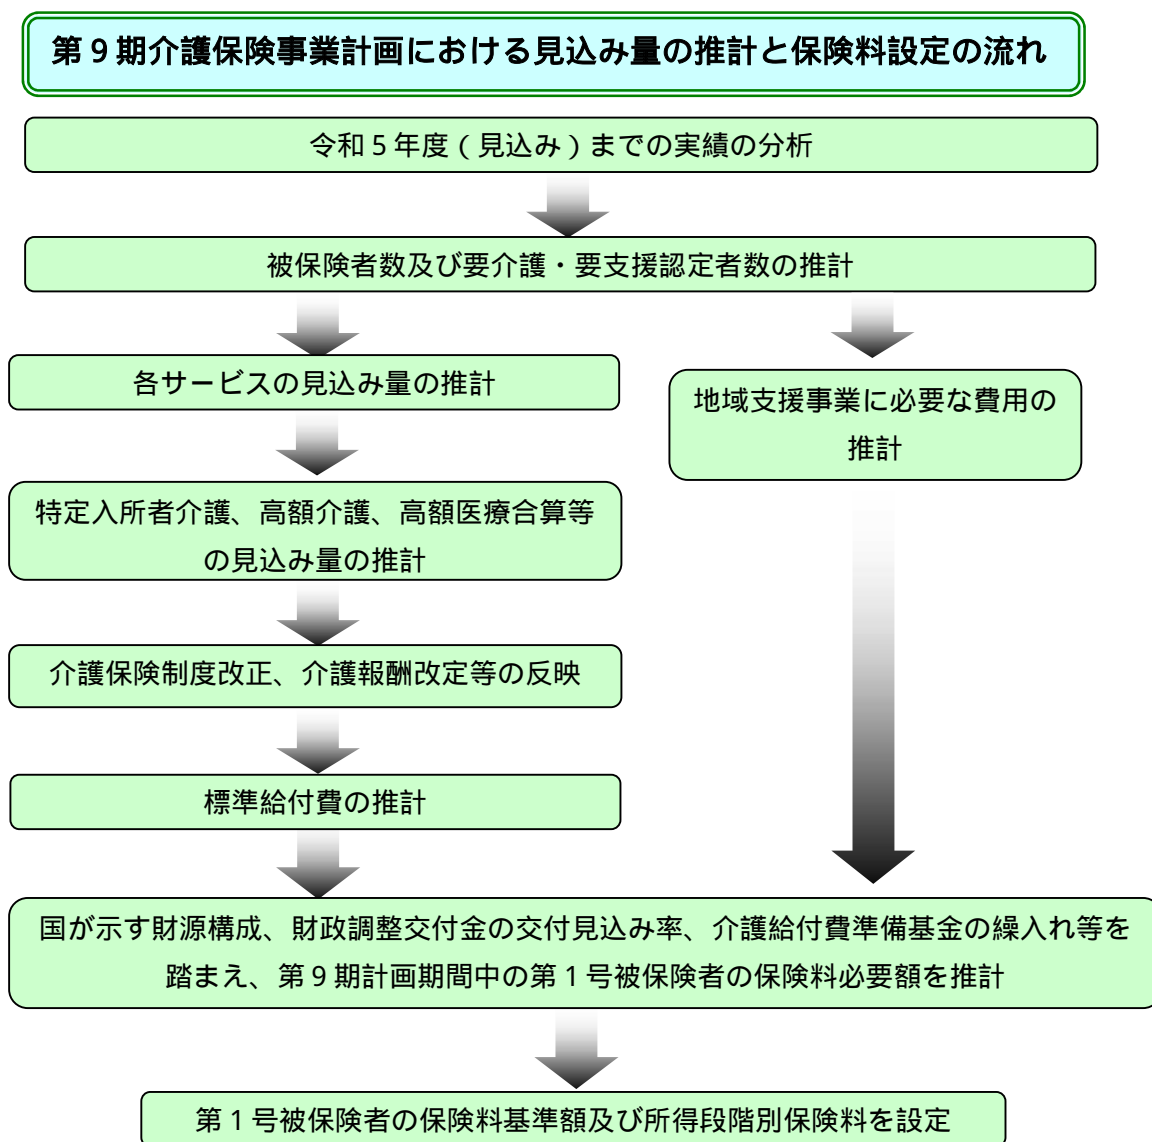 第９期介護保険事業計画における見込み量の推計と保険料設定の流れ
令和５年度（見込み）までの実績の分析
被保険者数及び要介護・要支援認定者数の推計
各サービスの見込み量の推計
地域支援事業に必要な費用の
推計
特定入所者介護、高額介護、高額医療合算等
の見込み量の推計
介護保険制度改正、介護報酬改定等の反映
標準給付費の推計
国が示す財源構成、財政調整交付金の交付見込み率、介護給付費準備基金の繰入れ等を
踏まえ、第９期計画期間中の第１号被保険者の保険料必要額を推計
第１号被保険者の保険料基準額及び所得段階別保険料を設定